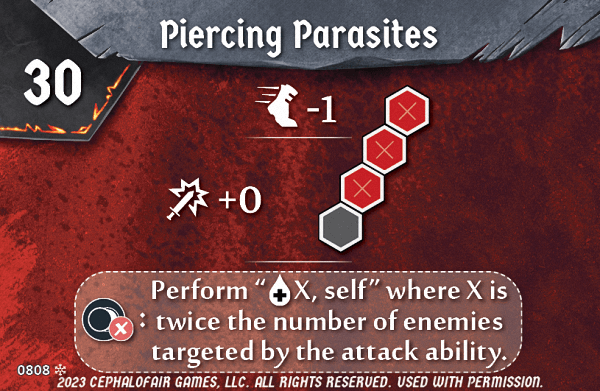 Piercing Parasites
30
-1
+0
Perform “X, self” where X is
: twice the number of enemies
targeted by the attack ability.
0808
2023 CEPHALOFAIR GAMES, LLC. ALL RIGHTS RESERVED. USED WITH PERMISSION.